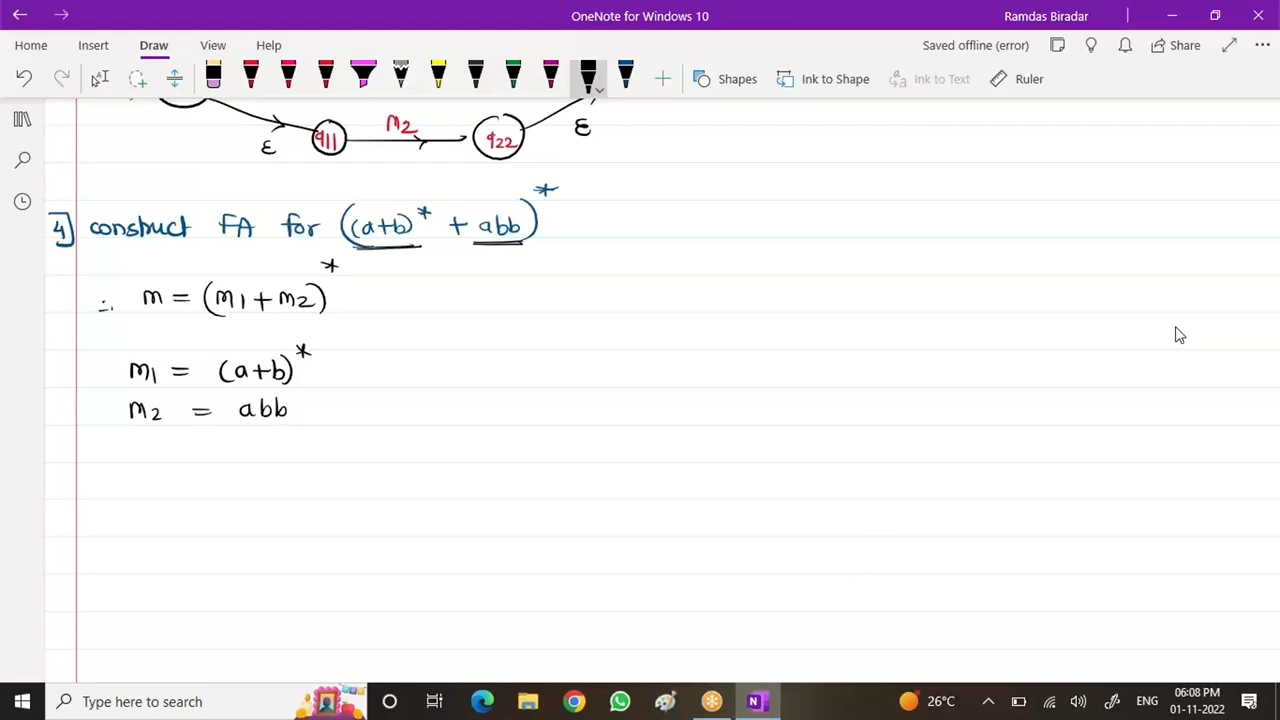 OneNote for Windows 10
Ramdas Biradar
Home Insert Draw View Help
Saved offline (error)
Share
Shapes
Ink to Shape
Ink to Text
Ruler
ε q11 m2 q22 ε
4] construct FA for ((a+b)* + abb)*
∴ m = (m1 + m2)*
m1 = (a+b)*
m2 = abb
Type here to search
26°C
ENG
06:08 PM
01-11-2022